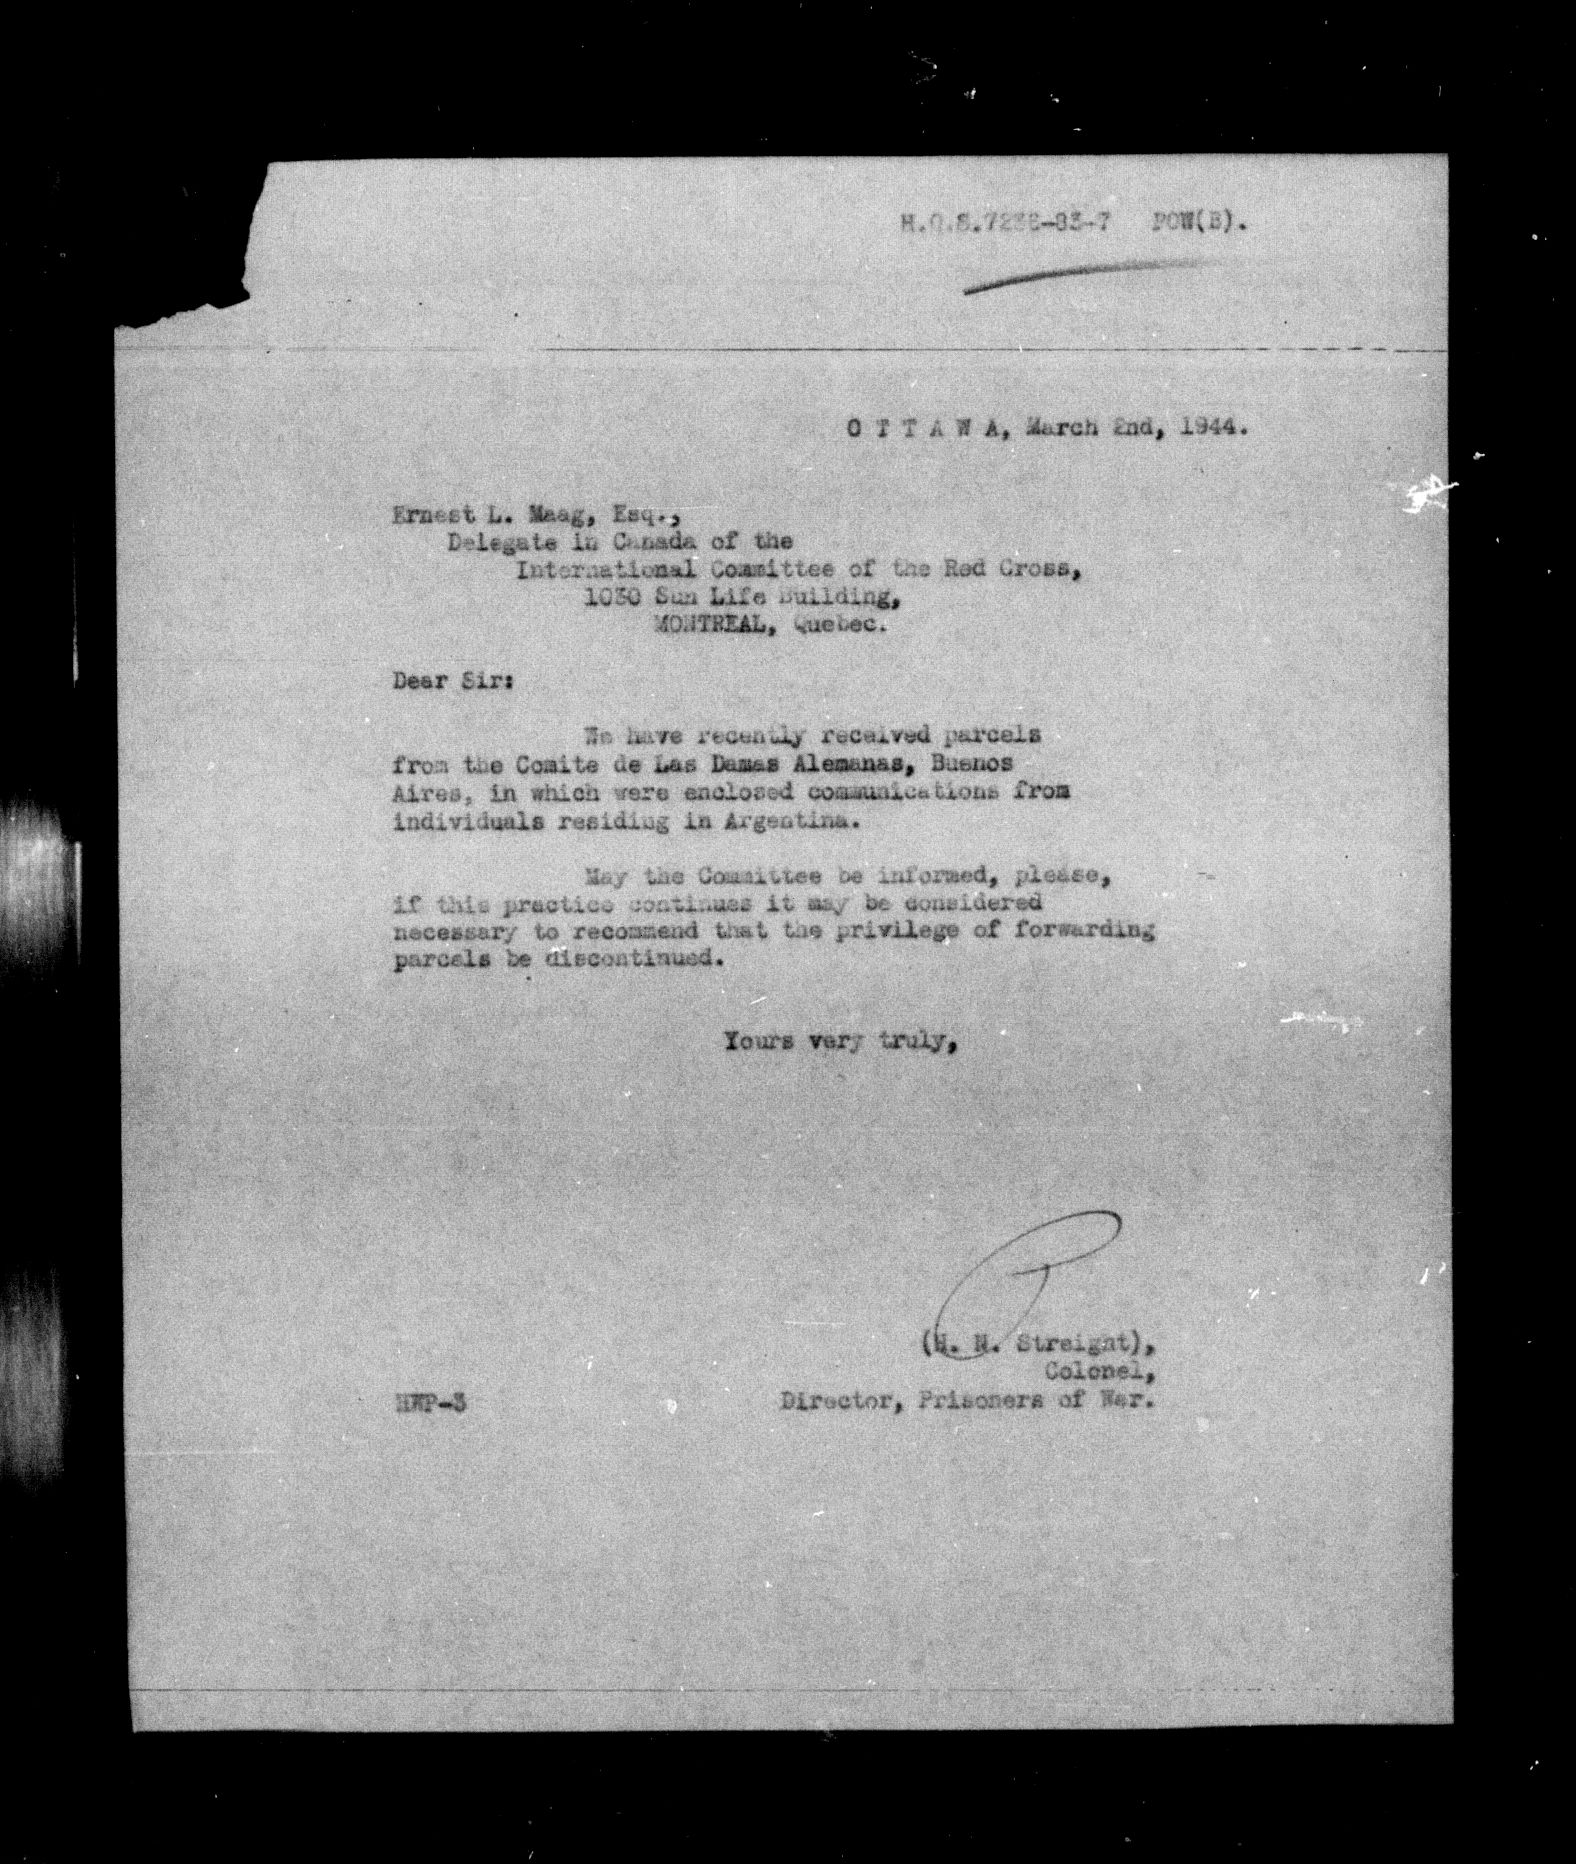 H.Q.S.7236-83-7 POW(B).
O T T A W A, March 2nd, 1944.
Ernest L. Maag, Esq.,
Delegate in Canada of the
International Committee of the Red Cross,
1030 Sun Life Building,
MONTREAL, Quebec.
Dear Sir:
We have recently received parcels
from the Comite de Las Damas Alemanas, Buenos
Aires, in which were enclosed communications from
individuals residing in Argentina.
May the Committee be informed, please,
if this practice continues it may be considered
necessary to recommend that the privilege of forwarding
parcels be discontinued.
Yours very truly,
(H. N. Streight),
Colonel,
Director, Prisoners of War.
HWP-3